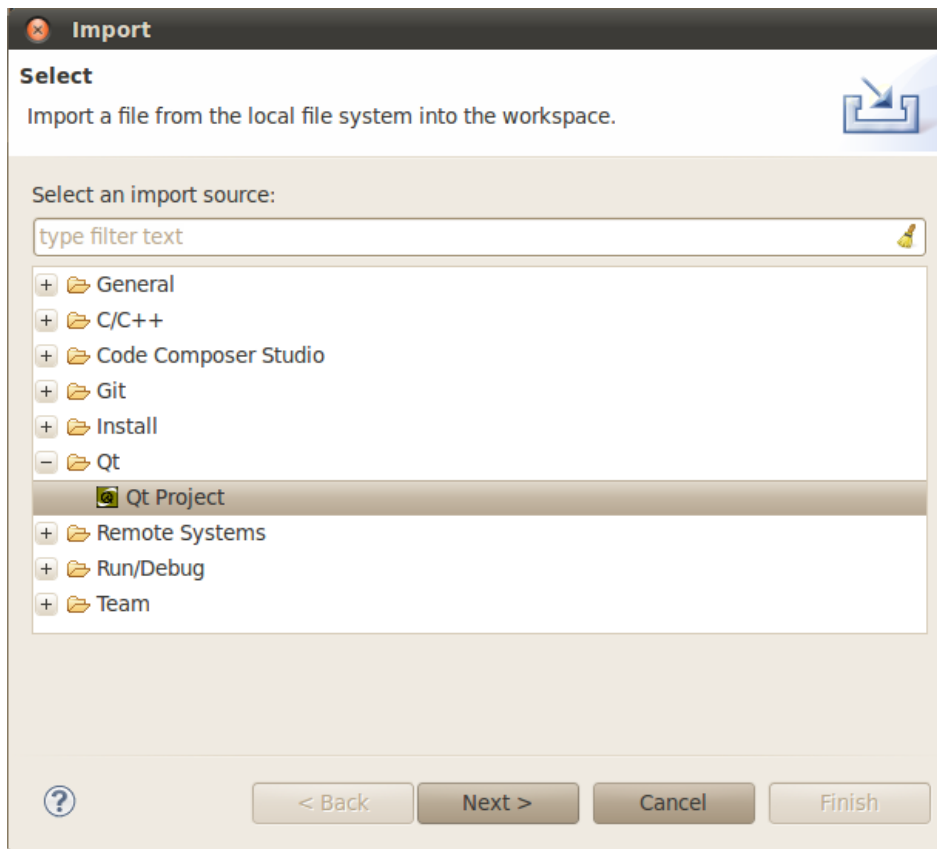 Import
Select
Import a file from the local file system into the workspace.
Select an import source:
type filter text
General
C/C++
Code Composer Studio
Git
Install
Qt
Qt Project
Remote Systems
Run/Debug
Team
< Back Next > Cancel Finish